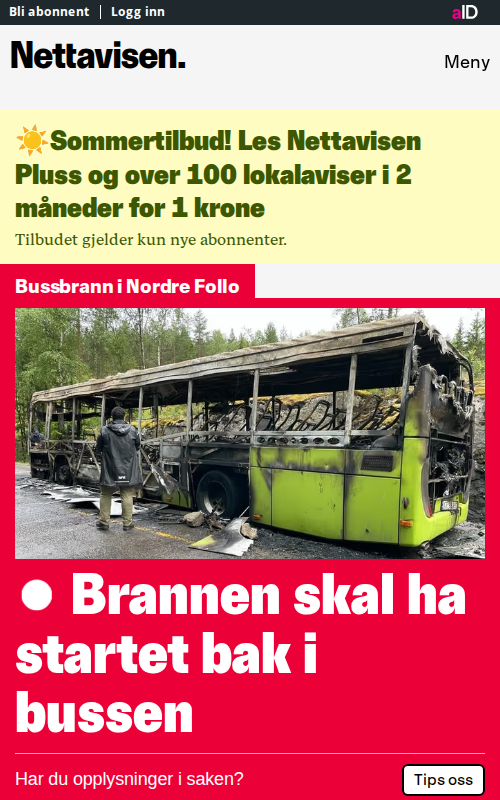 Bli abonnent | Logg inn
aID
Nettavisen.
Meny
☀️Sommertilbud! Les Nettavisen
Pluss og over 100 lokalaviser i 2
måneder for 1 krone
Tilbudet gjelder kun nye abonnenter.
Bussbrann i Nordre Follo
Brannen skal ha
startet bak i
bussen
Har du opplysninger i saken?
Tips oss